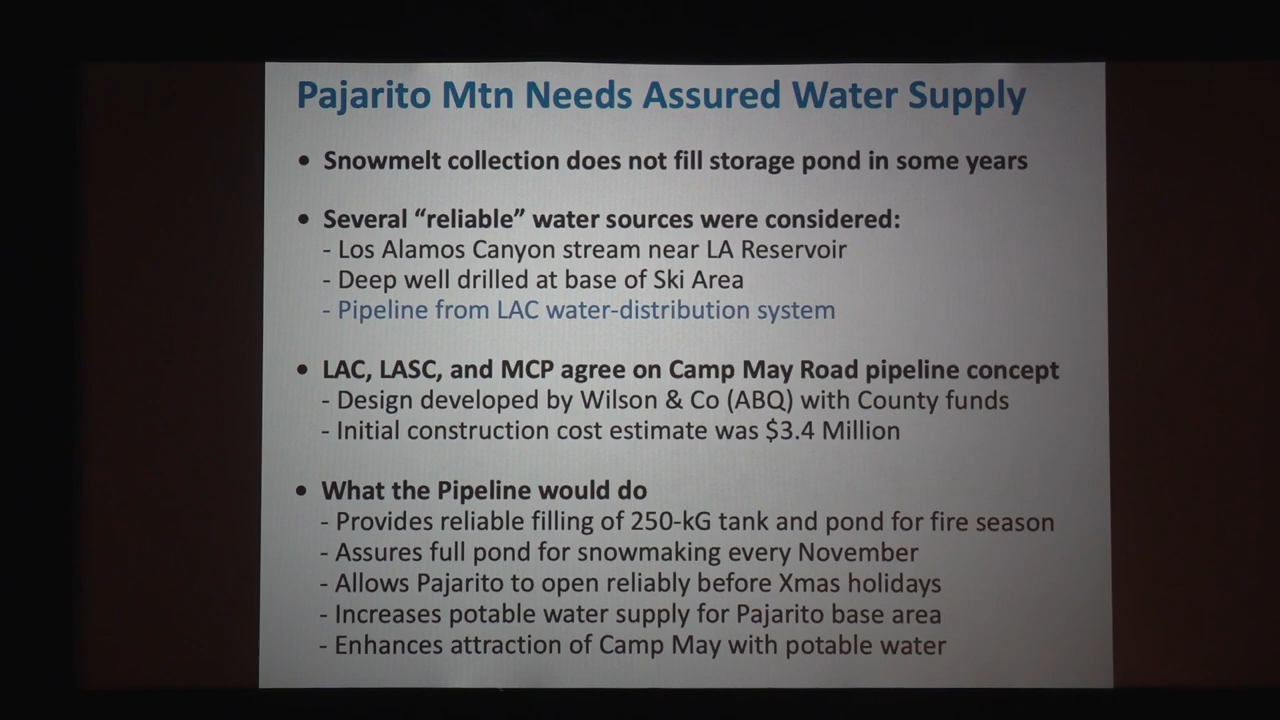 Pajarito Mtn Needs Assured Water Supply
• Snowmelt collection does not fill storage pond in some years
• Several “reliable” water sources were considered:
- Los Alamos Canyon stream near LA Reservoir
- Deep well drilled at base of Ski Area
- Pipeline from LAC water-distribution system
• LAC, LASC, and MCP agree on Camp May Road pipeline concept
- Design developed by Wilson & Co (ABQ) with County funds
- Initial construction cost estimate was $3.4 Million
• What the Pipeline would do
- Provides reliable filling of 250-kG tank and pond for fire season
- Assures full pond for snowmaking every November
- Allows Pajarito to open reliably before Xmas holidays
- Increases potable water supply for Pajarito base area
- Enhances attraction of Camp May with potable water